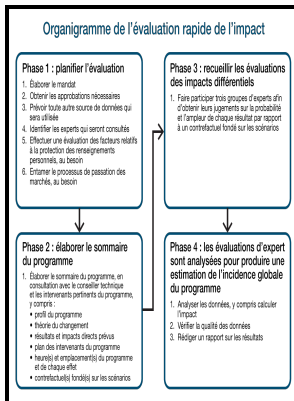 Organigramme de l'évaluation rapide de l'impact
Phase 1 : planifier l'évaluation
1. Élaborer le mandat
2. Obtenir les approbations nécessaires
3. Prévoir toute autre source de données qui
sera utilisée
4. Identifier les experts qui seront consultés
5. Effectuer une évaluation des facteurs relatifs
à la protection des renseignements
personnels, au besoin
6. Entamer le processus de passation des
marchés, au besoin
Phase 2 : élaborer le sommaire
du programme
1. Élaborer le sommaire du programme, en
consultation avec le conseiller technique
et les intervenants pertinents du programme,
y compris :
• profil du programme
• théorie du changement
• résultats et impacts directs prévus
• plan des intervenants du programme
• heure(s) et emplacement(s) du programme
et de chaque effet
• contrefactuel(s) fondé(s) sur les scénarios
Phase 3 : recueillir les évaluations
des impacts différentiels
1. Faire participer trois groupes d'experts afin
d'obtenir leurs jugements sur la probabilité
et l'ampleur de chaque résultat par rapport
à un contrefactuel fondé sur les scénarios
Phase 4 : les évaluations d'expert
sont analysées pour produire une
estimation de l'incidence globale
du programme
1. Analyser les données, y compris calculer
l'impact
2. Vérifier la qualité des données
3. Rédiger un rapport sur les résultats